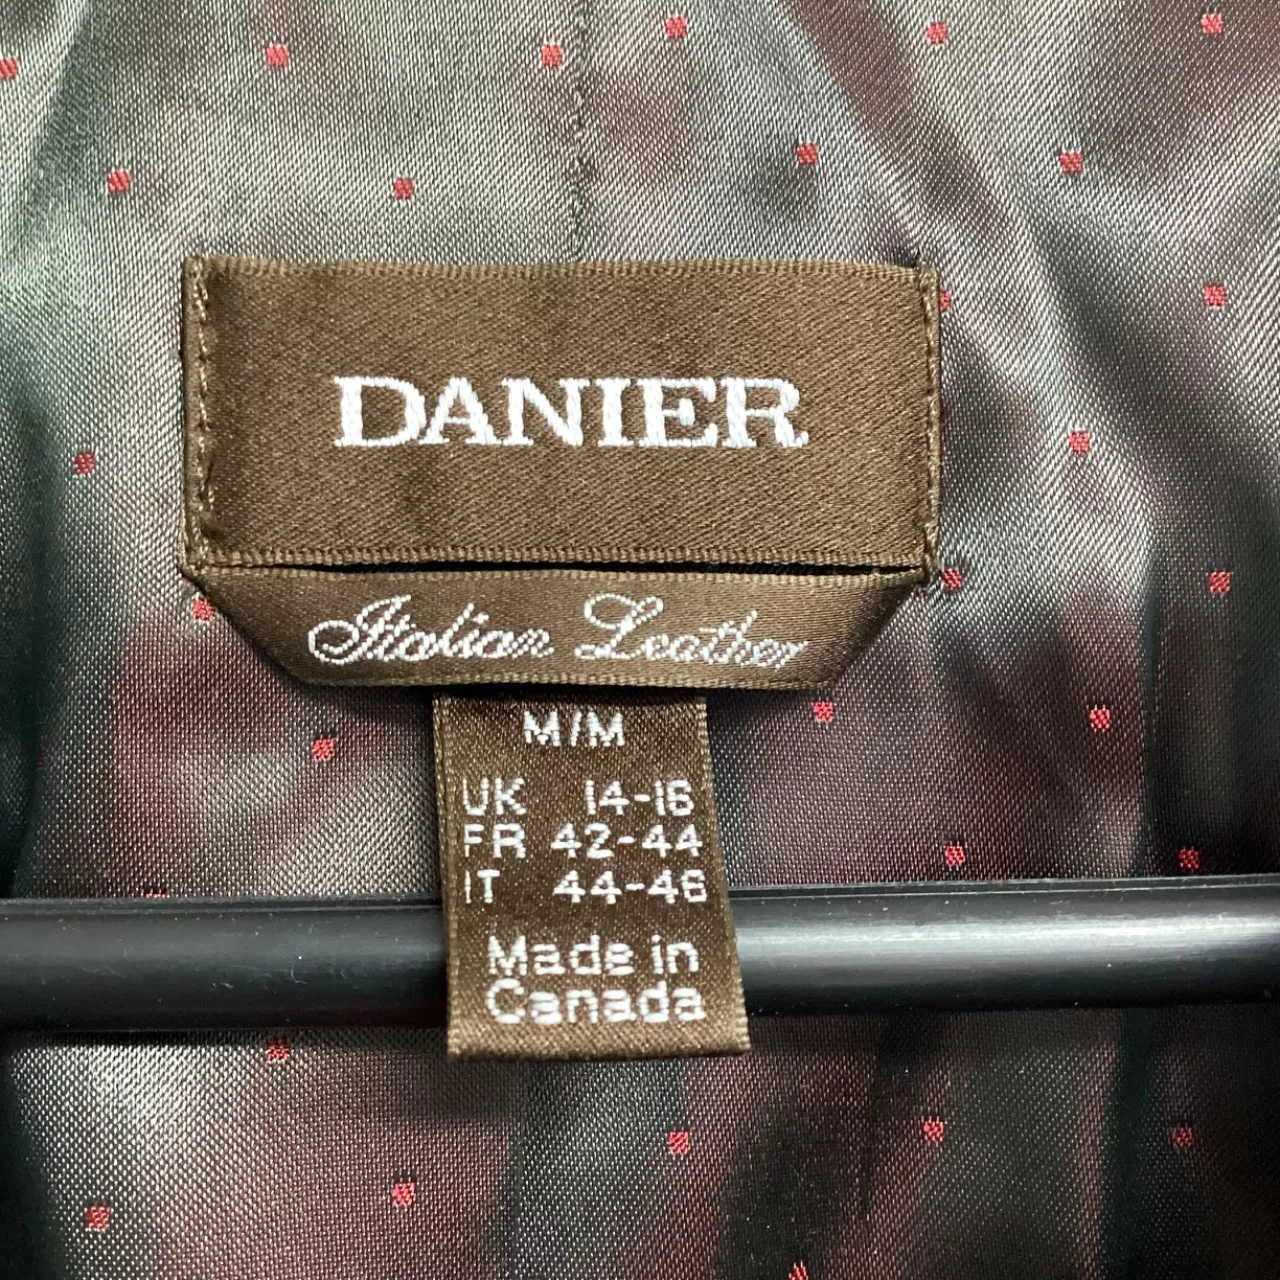 DANIER
Italian Leather
M/M
UK 14-16
FR 42-44
IT 44-46
Made in
Canada